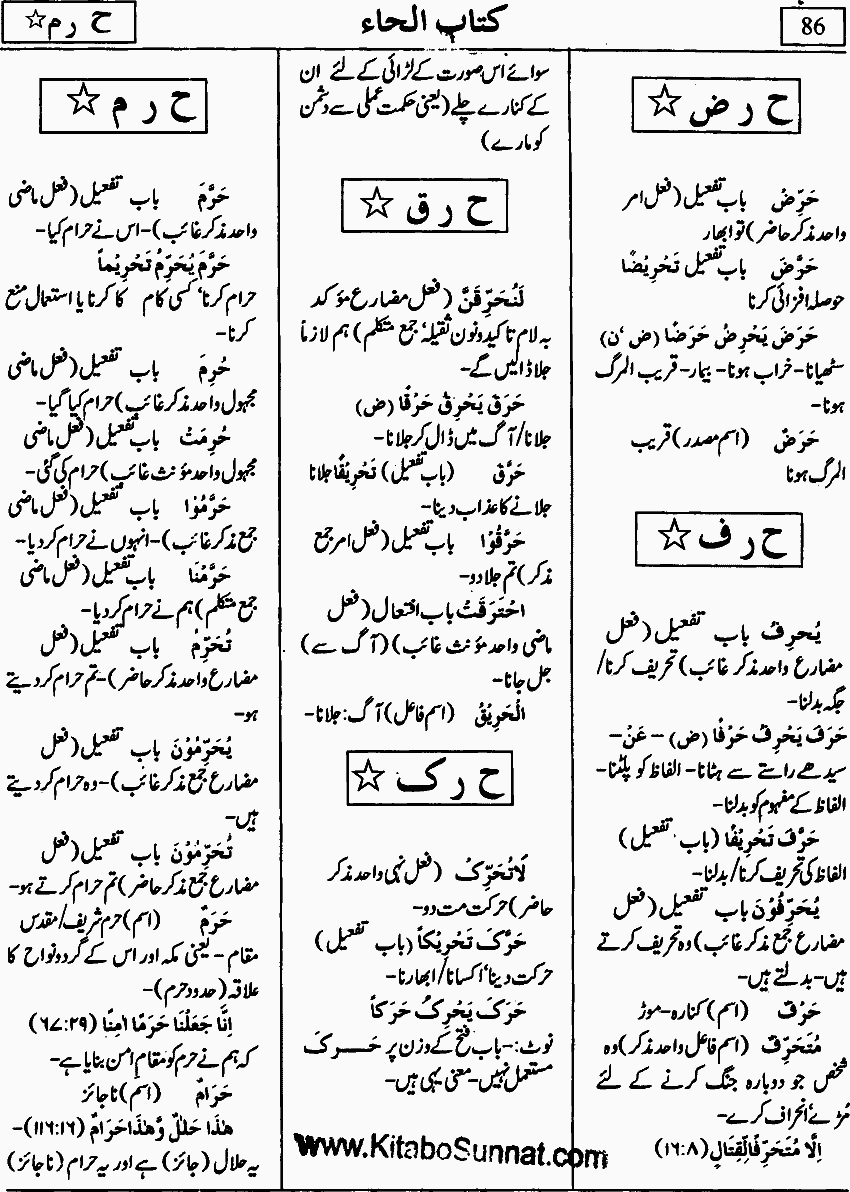 86
کتاب الحاء
ح ر م ☆
ح ر ض ☆
حَرِّضْ باب تفعیل (فعل امر
واحد مذکر حاضر) تو ابھار
حَرَّضَ باب تفعیل تَحْرِيْضًا
حوصلہ افزائی کرنا
حَرَضَ يَحْرِضُ حَرَضًا (ض‘ ن)
سٹھیانا- خراب ہونا- بیمار- قریب المرگ
ہونا-
حَرَضٌ (اسم مصدر) قریب
المرگ ہونا
ح ر ف ☆
يُحَرِفُ باب تفعیل (فعل
مضارع واحد مذکر غائب) تحریف کرنا/
جگہ بدلنا-
حَرَفَ يَحْرِفُ حَرْفًا (ض) - عَنْ-
سیدھے راستے سے ہٹانا- الفاظ کو پلٹنا-
الفاظ کے مفہوم کو بدلنا-
حَرَّفَ تَحْرِيْفًا (باب تفعیل)
الفاظ کی تحریف کرنا/ بدلنا-
يُحَرِّفُوْنَ باب تفعیل (فعل
مضارع جمع مذکر غائب) وہ تحریف کرتے
ہیں- بدلتے ہیں-
حَرْفٌ (اسم) کنارہ- موڑ
مُتَحَرِّفٌ (اسم فاعل واحد مذکر) وہ
شخص جو دوبارہ جنگ کرنے کے لئے
مڑے‘ انحراف کرے-
اِلَّا مُتَحَرِّفًالِّقِتَالٍ (١٦:٨)
سوائے اس صورت کے لڑائی کے لئے ان
کے کنارے چلے (یعنی حکمت عملی سے دشمن
کو مارے)
ح ر ق ☆
لَنُحَرِّقَنَّ (فعل مضارع مؤکد
بہ لام تاکید و نون ثقیلہ‘ جمع متکلم) ہم لازماً
جلا ڈالیں گے-
حَرَقَ يَحْرِقُ حَرْقًا (ض)
جلانا/ آگ میں ڈال کر جلانا-
حَرَّقَ (باب تفعیل) تَحْرِيْقًا جلانا
جلانے کا عذاب دینا-
حَرِّقُوْا باب تفعیل (فعل امر جمع
مذکر) تم جلا دو-
احْتَرَقَتْ باب افتعال (فعل
ماضی واحد مؤنث غائب) (آگ سے)
جل جانا-
الْحَرِيْقُ (اسم فاعل) آگ: جلانا-
ح ر ک ☆
لَا تُحَرِّكْ (فعل نہی واحد مذکر
حاضر) حرکت مت دو-
حَرَّكَ تَحْرِيْكاً (باب تفعیل)
حرکت دینا‘ اکسانا/ ابھارنا-
حَرَكَ يَحْرِكُ حَرَكاً
نوٹ:- باب فتح کے وزن پر حَـرَكَ
مستعمل نہیں- معنی یہی ہیں-
ح ر م ☆
حَرَّمَ باب تفعیل (فعل ماضی
واحد مذکر غائب)- اس نے حرام کیا-
حَرَّمَ يُحَرِّمُ تَحْرِيْماً
حرام کرنا‘ کسی کام کا کرنا یا استعمال منع
کرنا-
حُرِّمَ باب تفعیل (فعل ماضی
مجہول واحد مذکر غائب) حرام کیا گیا-
حُرِّمَتْ باب تفعیل (فعل ماضی
مجہول واحد مؤنث غائب) حرام کی گئی-
حَرَّمُوْا باب تفعیل (فعل ماضی
جمع مذکر غائب)- انہوں نے حرام کر دیا-
حَرَّمْنَا باب تفعیل (فعل ماضی
جمع متکلم) ہم نے حرام کر دیا-
تُحَرِّمُ باب تفعیل (فعل
مضارع واحد مذکر حاضر)- تم حرام کر دیتے
ہو-
يُحَرِّمُوْنَ باب تفعیل (فعل
مضارع جمع مذکر غائب)- وہ حرام کر دیتے
ہیں-
تُحَرِّمُوْنَ باب تفعیل (فعل
مضارع جمع مذکر حاضر) تم حرام کرتے ہو-
حَرَمٌ (اسم) حرم شریف/ مقدس
مقام- یعنی مکہ اور اس کے گرد و نواح کا
علاقہ (حدود حرم)-
اِنَّا جَعَلْنَا حَرَمًا اٰمِنًا (٦٧:٢٩)
کہ ہم نے حرم کو مقام امن بنایا ہے-
حَرَامٌ (اسم) ناجائز
هٰذَا حَلٰلٌ وَّهٰذَا حَرَامٌ (١١٦:١٦)-
یہ حلال (جائز) ہے اور یہ حرام (ناجائز)
www.KitaboSunnat.com